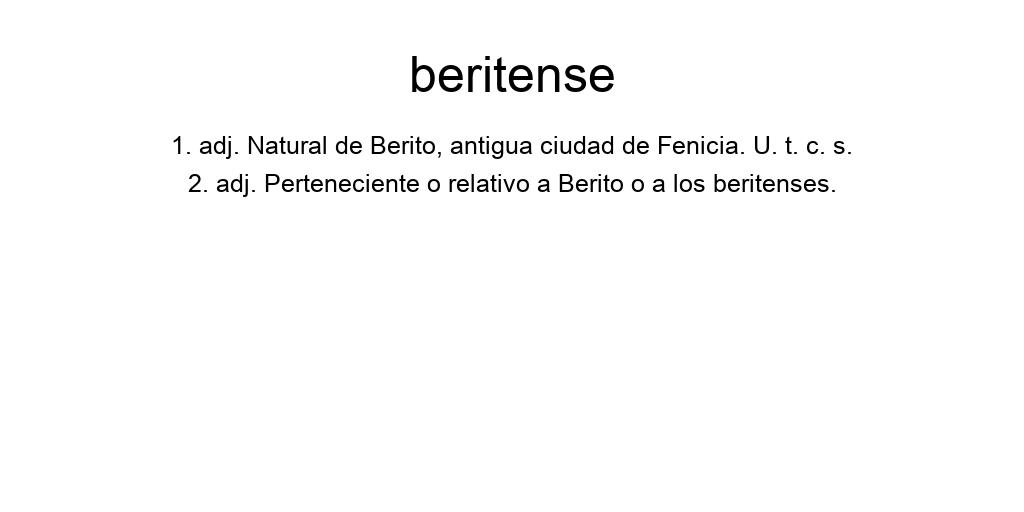 beritense
1. adj. Natural de Berito, antigua ciudad de Fenicia. U. t. c. s.
2. adj. Perteneciente o relativo a Berito o a los beritenses.